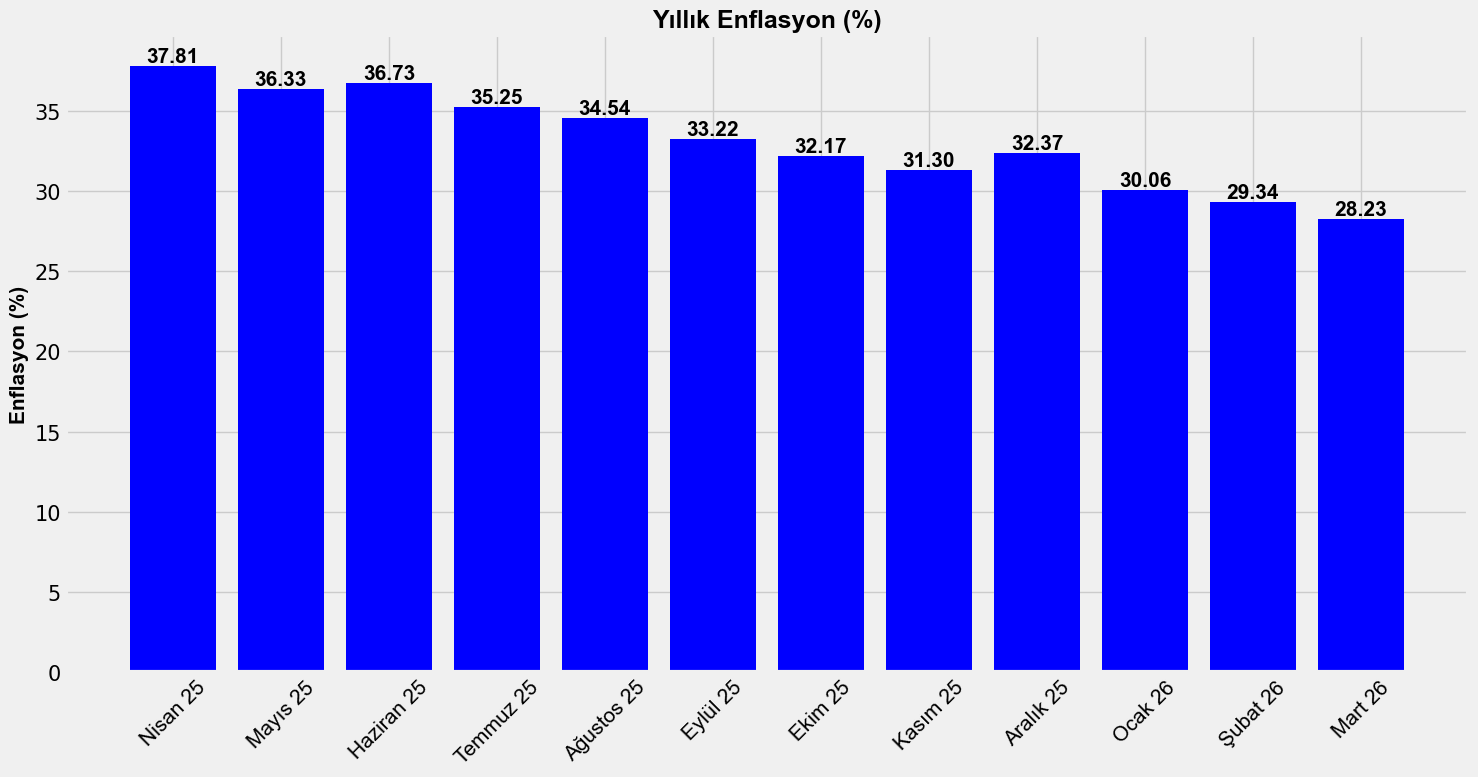 Yıllık Enflasyon (%)
37.81
36.33
36.73
35.25
34.54
33.22
32.17
31.30
32.37
30.06
29.34
28.23
Enflasyon (%)
35
30
25
20
15
10
5
0
Nisan 25
Mayıs 25
Haziran 25
Temmuz 25
Ağustos 25
Eylül 25
Ekim 25
Kasım 25
Aralık 25
Ocak 26
Şubat 26
Mart 26